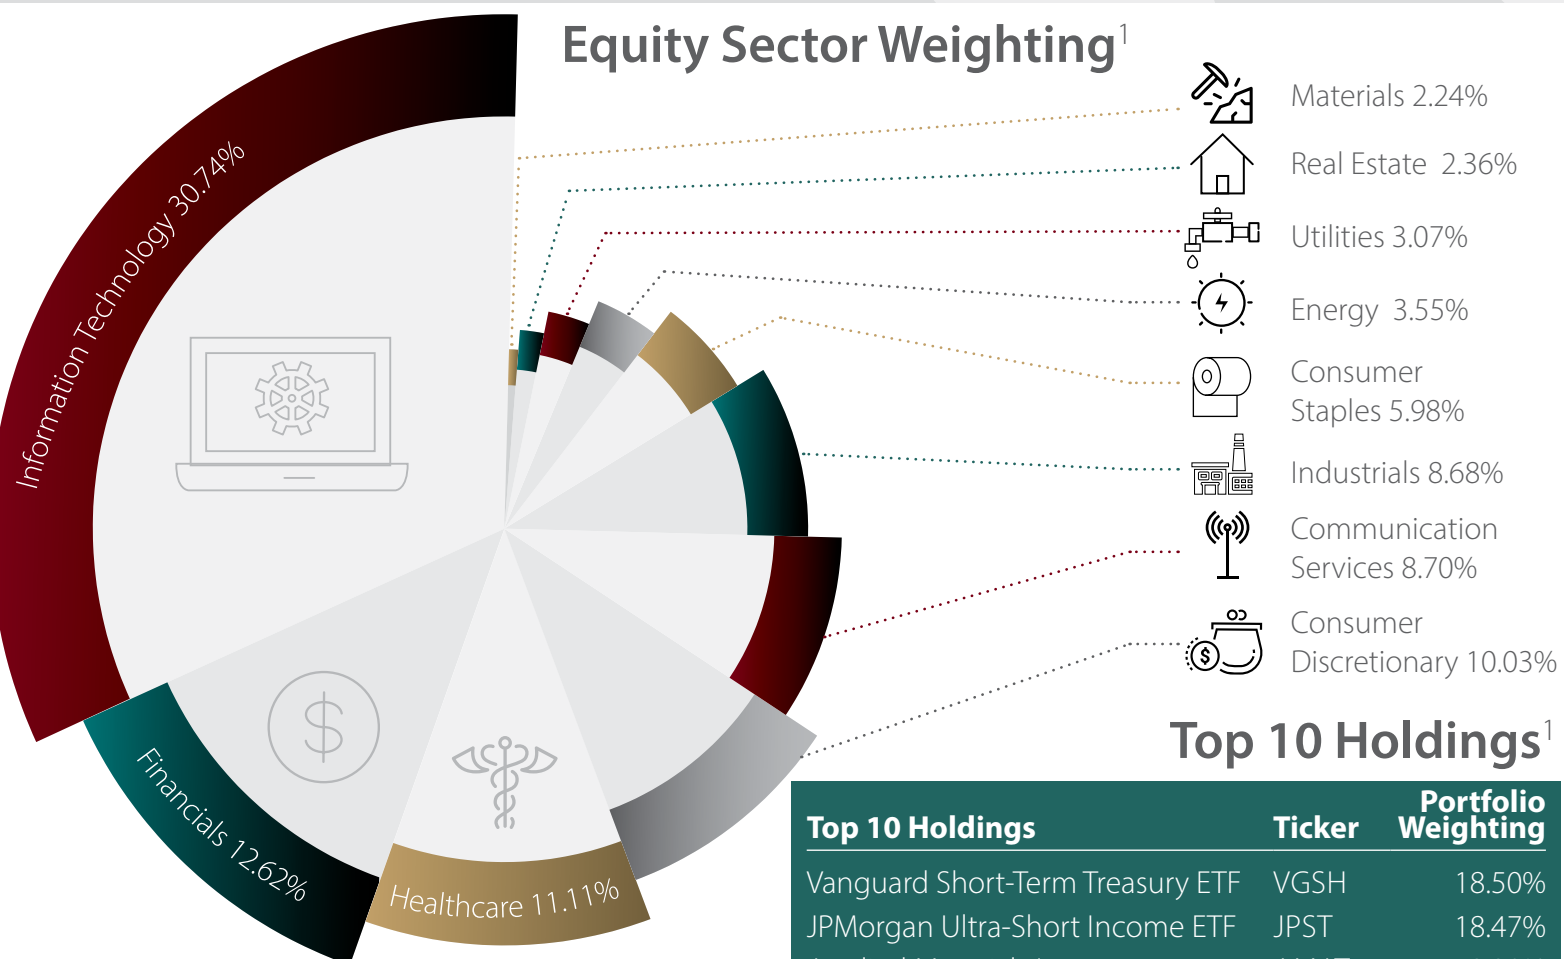 Equity Sector Weighting1
Information Technology 30.74%
Financials 12.62%
Healthcare 11.11%
Materials 2.24%
Real Estate 2.36%
Utilities 3.07%
Energy 3.55%
Consumer
Staples 5.98%
Industrials 8.68%
Communication
Services 8.70%
Consumer
Discretionary 10.03%
Top 10 Holdings1
Top 10 Holdings Ticker Portfolio Weighting
Vanguard Short-Term Treasury ETF VGSH 18.50%
JPMorgan Ultra-Short Income ETF JPST 18.47%